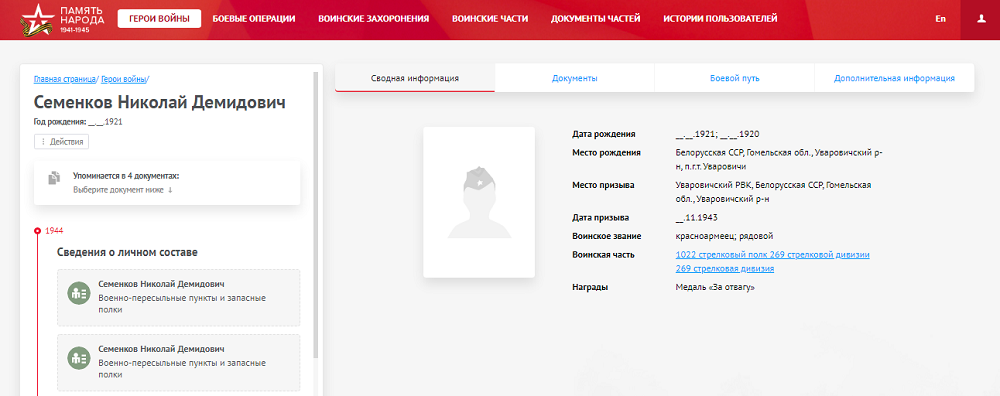 ПАМЯТЬ
НАРОДА
1941-1945
ГЕРОИ ВОЙНЫ
БОЕВЫЕ ОПЕРАЦИИ
ВОИНСКИЕ ЗАХОРОНЕНИЯ
ВОИНСКИЕ ЧАСТИ
ДОКУМЕНТЫ ЧАСТЕЙ
ИСТОРИИ ПОЛЬЗОВАТЕЛЕЙ
En
Главная страница/ Герои войны/
Семенков Николай Демидович
Год рождения: __.__.1921
Действия
Упоминается в 4 документах:
Выберите документ ниже ↓
1944
Сведения о личном составе
Семенков Николай Демидович
Военно-пересыльные пункты и запасные
полки
Семенков Николай Демидович
Военно-пересыльные пункты и запасные
полки
Сводная информация
Документы
Боевой путь
Дополнительная информация
Дата рождения __.__.1921; __.__.1920
Место рождения Белорусская ССР, Гомельская обл., Уваровичский р-
н, п.г.т. Уваровичи
Место призыва Уваровичский РВК, Белорусская ССР, Гомельская
обл., Уваровичский р-н
Дата призыва __.11.1943
Воинское звание красноармеец; рядовой
Воинская часть 1022 стрелковый полк 269 стрелковой дивизии
269 стрелковая дивизия
Награды Медаль «За отвагу»